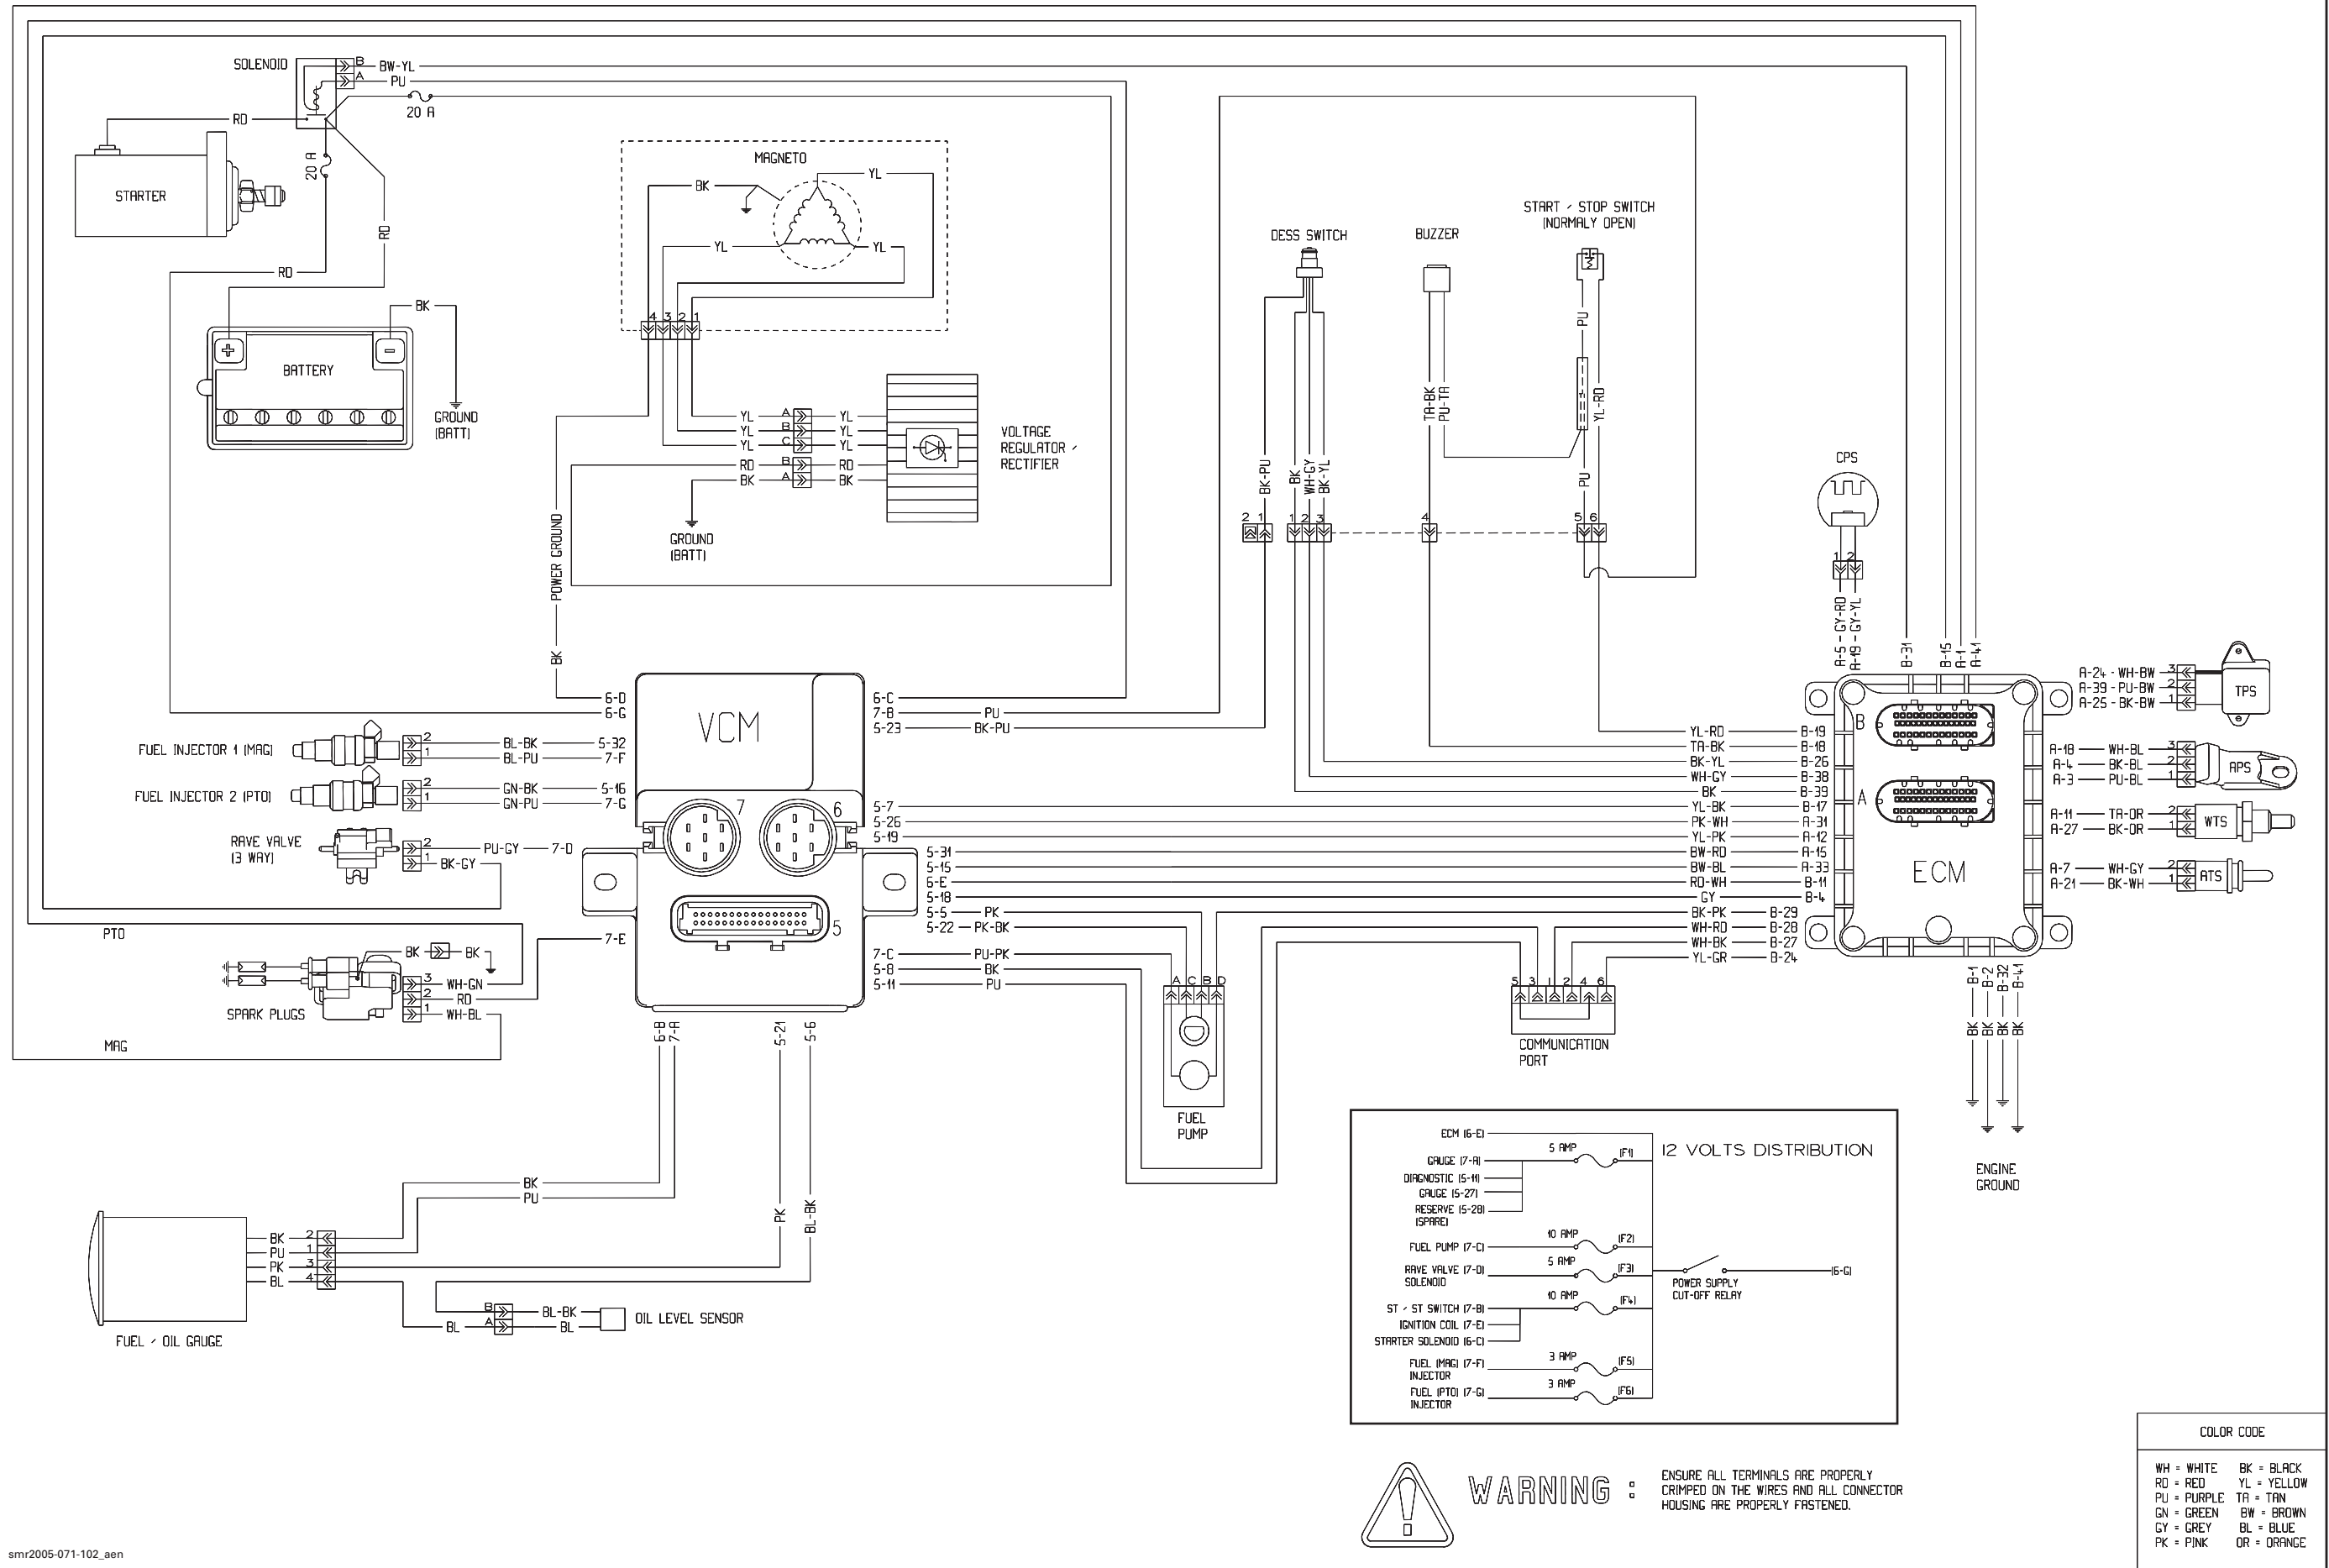 SOLENOID
B
BW-YL
A
PU
20 A
RD
20 A
STARTER
RD
RD
BK
BATTERY
GROUND
(BATT)
MAGNETO
BK
YL
YL
YL
4 3 2 1
YL A YL
YL B YL
YL C YL
RD B RD
BK A BK
VOLTAGE
REGULATOR /
RECTIFIER
GROUND
(BATT)
POWER GROUND
BK
DESS SWITCH
BUZZER
START / STOP SWITCH
(NORMALY OPEN)
PU
TA-BK
PU-TA
YL-RD
BK-PU
BK
WH-GY
BK-YL
PU
2 1
1 2 3
4
5 6
CPS
1 2
A-5 - GY-RD
A-19 - GY-YL
B-31
B-15
A-1
A-41
A-24 - WH-BW 3
A-39 - PU-BW 2
A-25 - BK-BW 1
TPS
A-18 WH-BL 3
A-4 BK-BL 2
A-3 PU-BL 1
APS
A-11 TA-OR 2
A-27 BK-OR 1
WTS
A-7 WH-GY 2
A-21 BK-WH 1
ATS
6-D
6-G
VCM
6-C
7-B PU
5-23 BK-PU
FUEL INJECTOR 1 (MAG)
2 BL-BK 5-32
1 BL-PU 7-F
FUEL INJECTOR 2 (PTO)
2 GN-BK 5-16
1 GN-PU 7-G
RAVE VALVE
(3 WAY)
2 PU-GY 7-D
1 BK-GY
7
6
5
YL-RD B-19
TA-BK B-18
BK-YL B-26
WH-GY B-38
BK B-39
5-7 YL-BK B-17
5-26 PK-WH A-31
5-19 YL-PK A-12
5-31 BW-RD A-15
5-15 BW-BL A-33
6-E RD-WH B-11
5-18 GY B-4
5-5 PK BK-PK B-29
5-22 PK-BK WH-RD B-28
WH-BK B-27
YL-GR B-24
7-C PU-PK
5-8 BK
5-11 PU
B
A
ECM
PTO
7-E
BK BK
3 WH-GN
2 RD
1 WH-BL
SPARK PLUGS
MAG
A C B D
FUEL
PUMP
5 3 1 2 4 6
COMMUNICATION
PORT
B-1
B-2
B-32
B-41
BK
BK
BK
BK
ENGINE
GROUND
6-B
7-A
5-21
5-6
BK
PU
PK
BL-BK
BK 2
PU 1
PK 3
BL 4
FUEL / OIL GAUGE
B BL-BK
BL A BL
OIL LEVEL SENSOR
12 VOLTS DISTRIBUTION
ECM (6-E)
5 AMP (F1)
GAUGE (7-A)
DIAGNOSTIC (5-11)
GAUGE (5-27)
RESERVE (5-28)
(SPARE)
10 AMP (F2)
FUEL PUMP (7-C)
5 AMP (F3)
RAVE VALVE (7-D)
SOLENOID
POWER SUPPLY
CUT-OFF RELAY
(6-G)
10 AMP (F4)
ST / ST SWITCH (7-B)
IGNITION COIL (7-E)
STARTER SOLENOID (6-C)
3 AMP (F5)
FUEL (MAG) (7-F)
INJECTOR
3 AMP (F6)
FUEL (PTO) (7-G)
INJECTOR
WARNING :
ENSURE ALL TERMINALS ARE PROPERLY
CRIMPED ON THE WIRES AND ALL CONNECTOR
HOUSING ARE PROPERLY FASTENED.
COLOR CODE
WH = WHITE BK = BLACK
RD = RED YL = YELLOW
PU = PURPLE TA = TAN
GN = GREEN BW = BROWN
GY = GREY BL = BLUE
PK = PINK OR = ORANGE
smr2005-071-102_aen